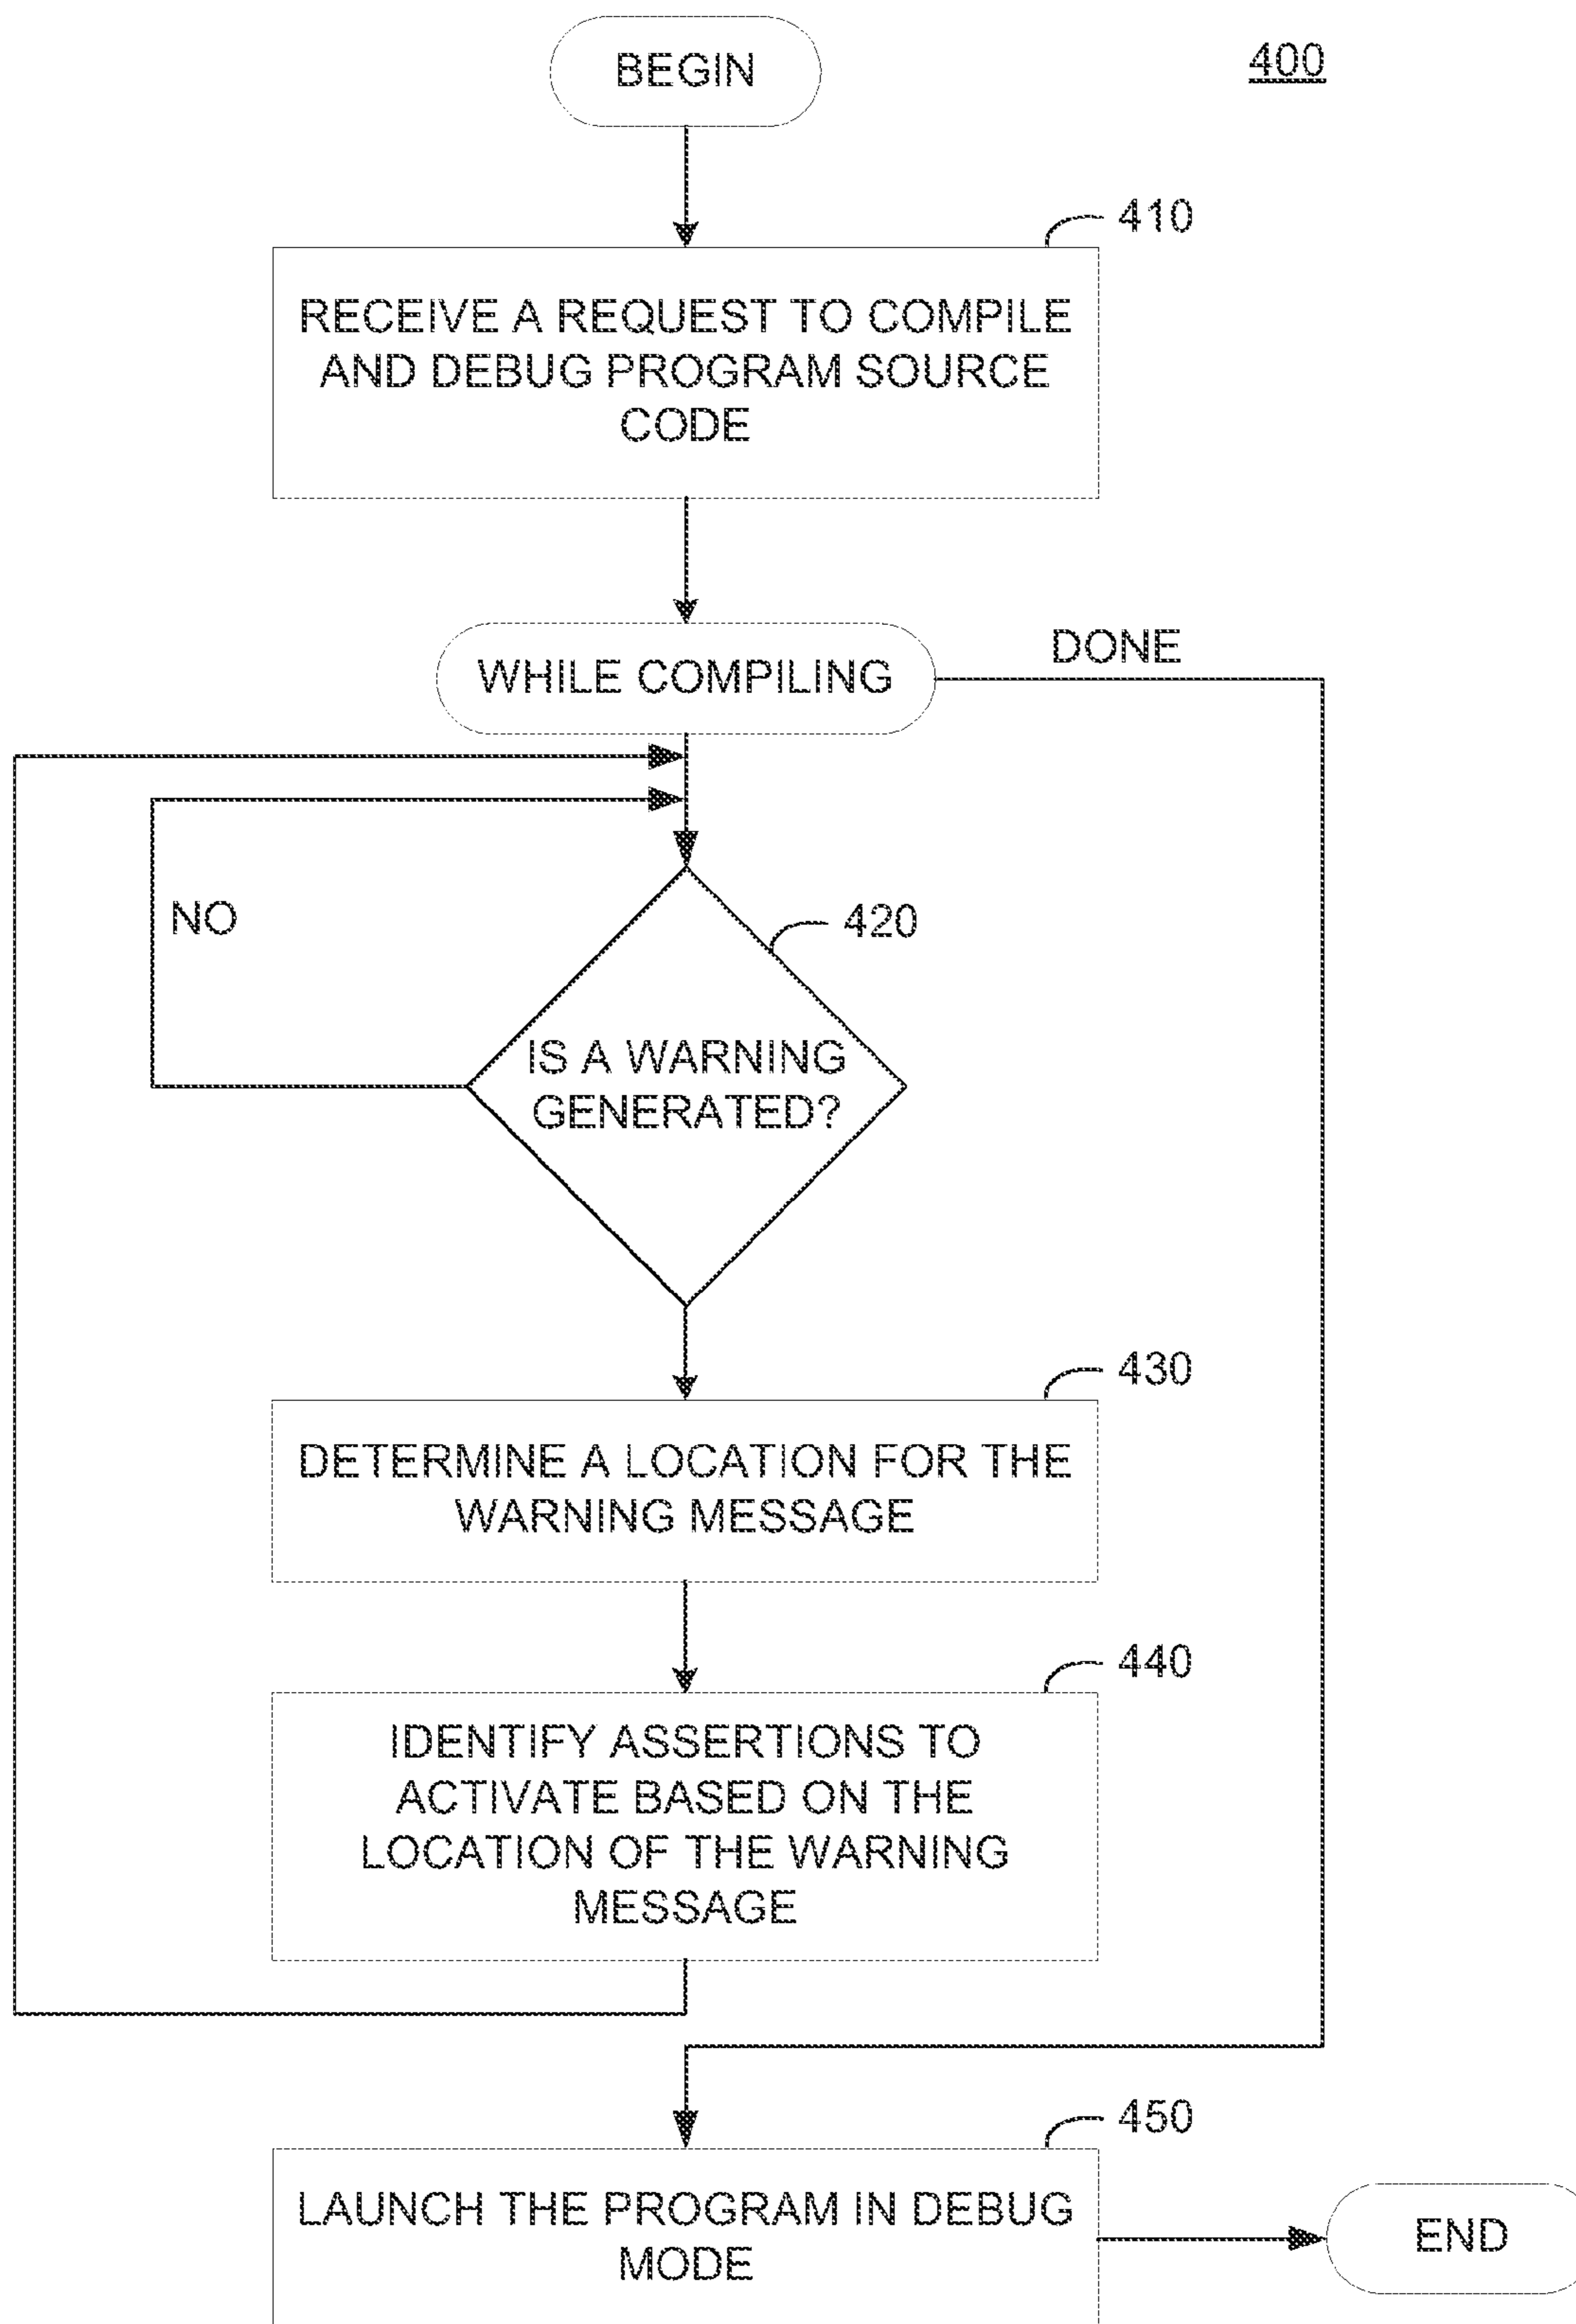 BEGIN
400
410
RECEIVE A REQUEST TO COMPILE
AND DEBUG PROGRAM SOURCE
CODE
WHILE COMPILING
DONE
NO
420
IS A WARNING
GENERATED?
430
DETERMINE A LOCATION FOR THE
WARNING MESSAGE
440
IDENTIFY ASSERTIONS TO
ACTIVATE BASED ON THE
LOCATION OF THE WARNING
MESSAGE
450
LAUNCH THE PROGRAM IN DEBUG
MODE
END